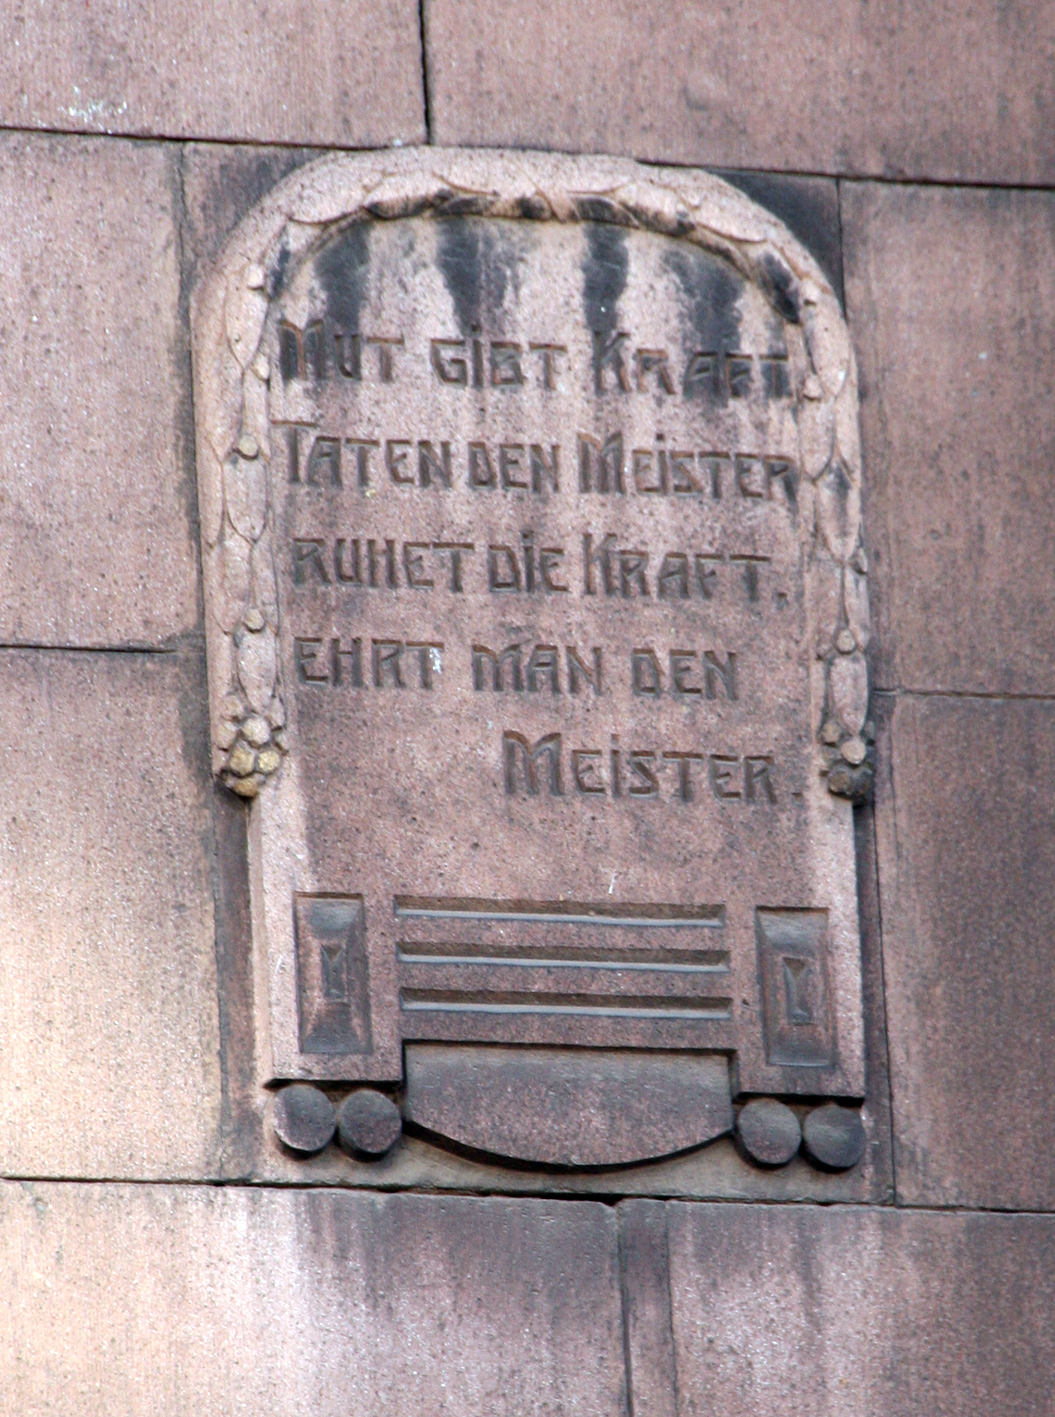 MUT GIBT KRAFT
TATEN DEN MEISTER
RUHET DIE KRAFT.
EHRT MAN DEN
MEISTER